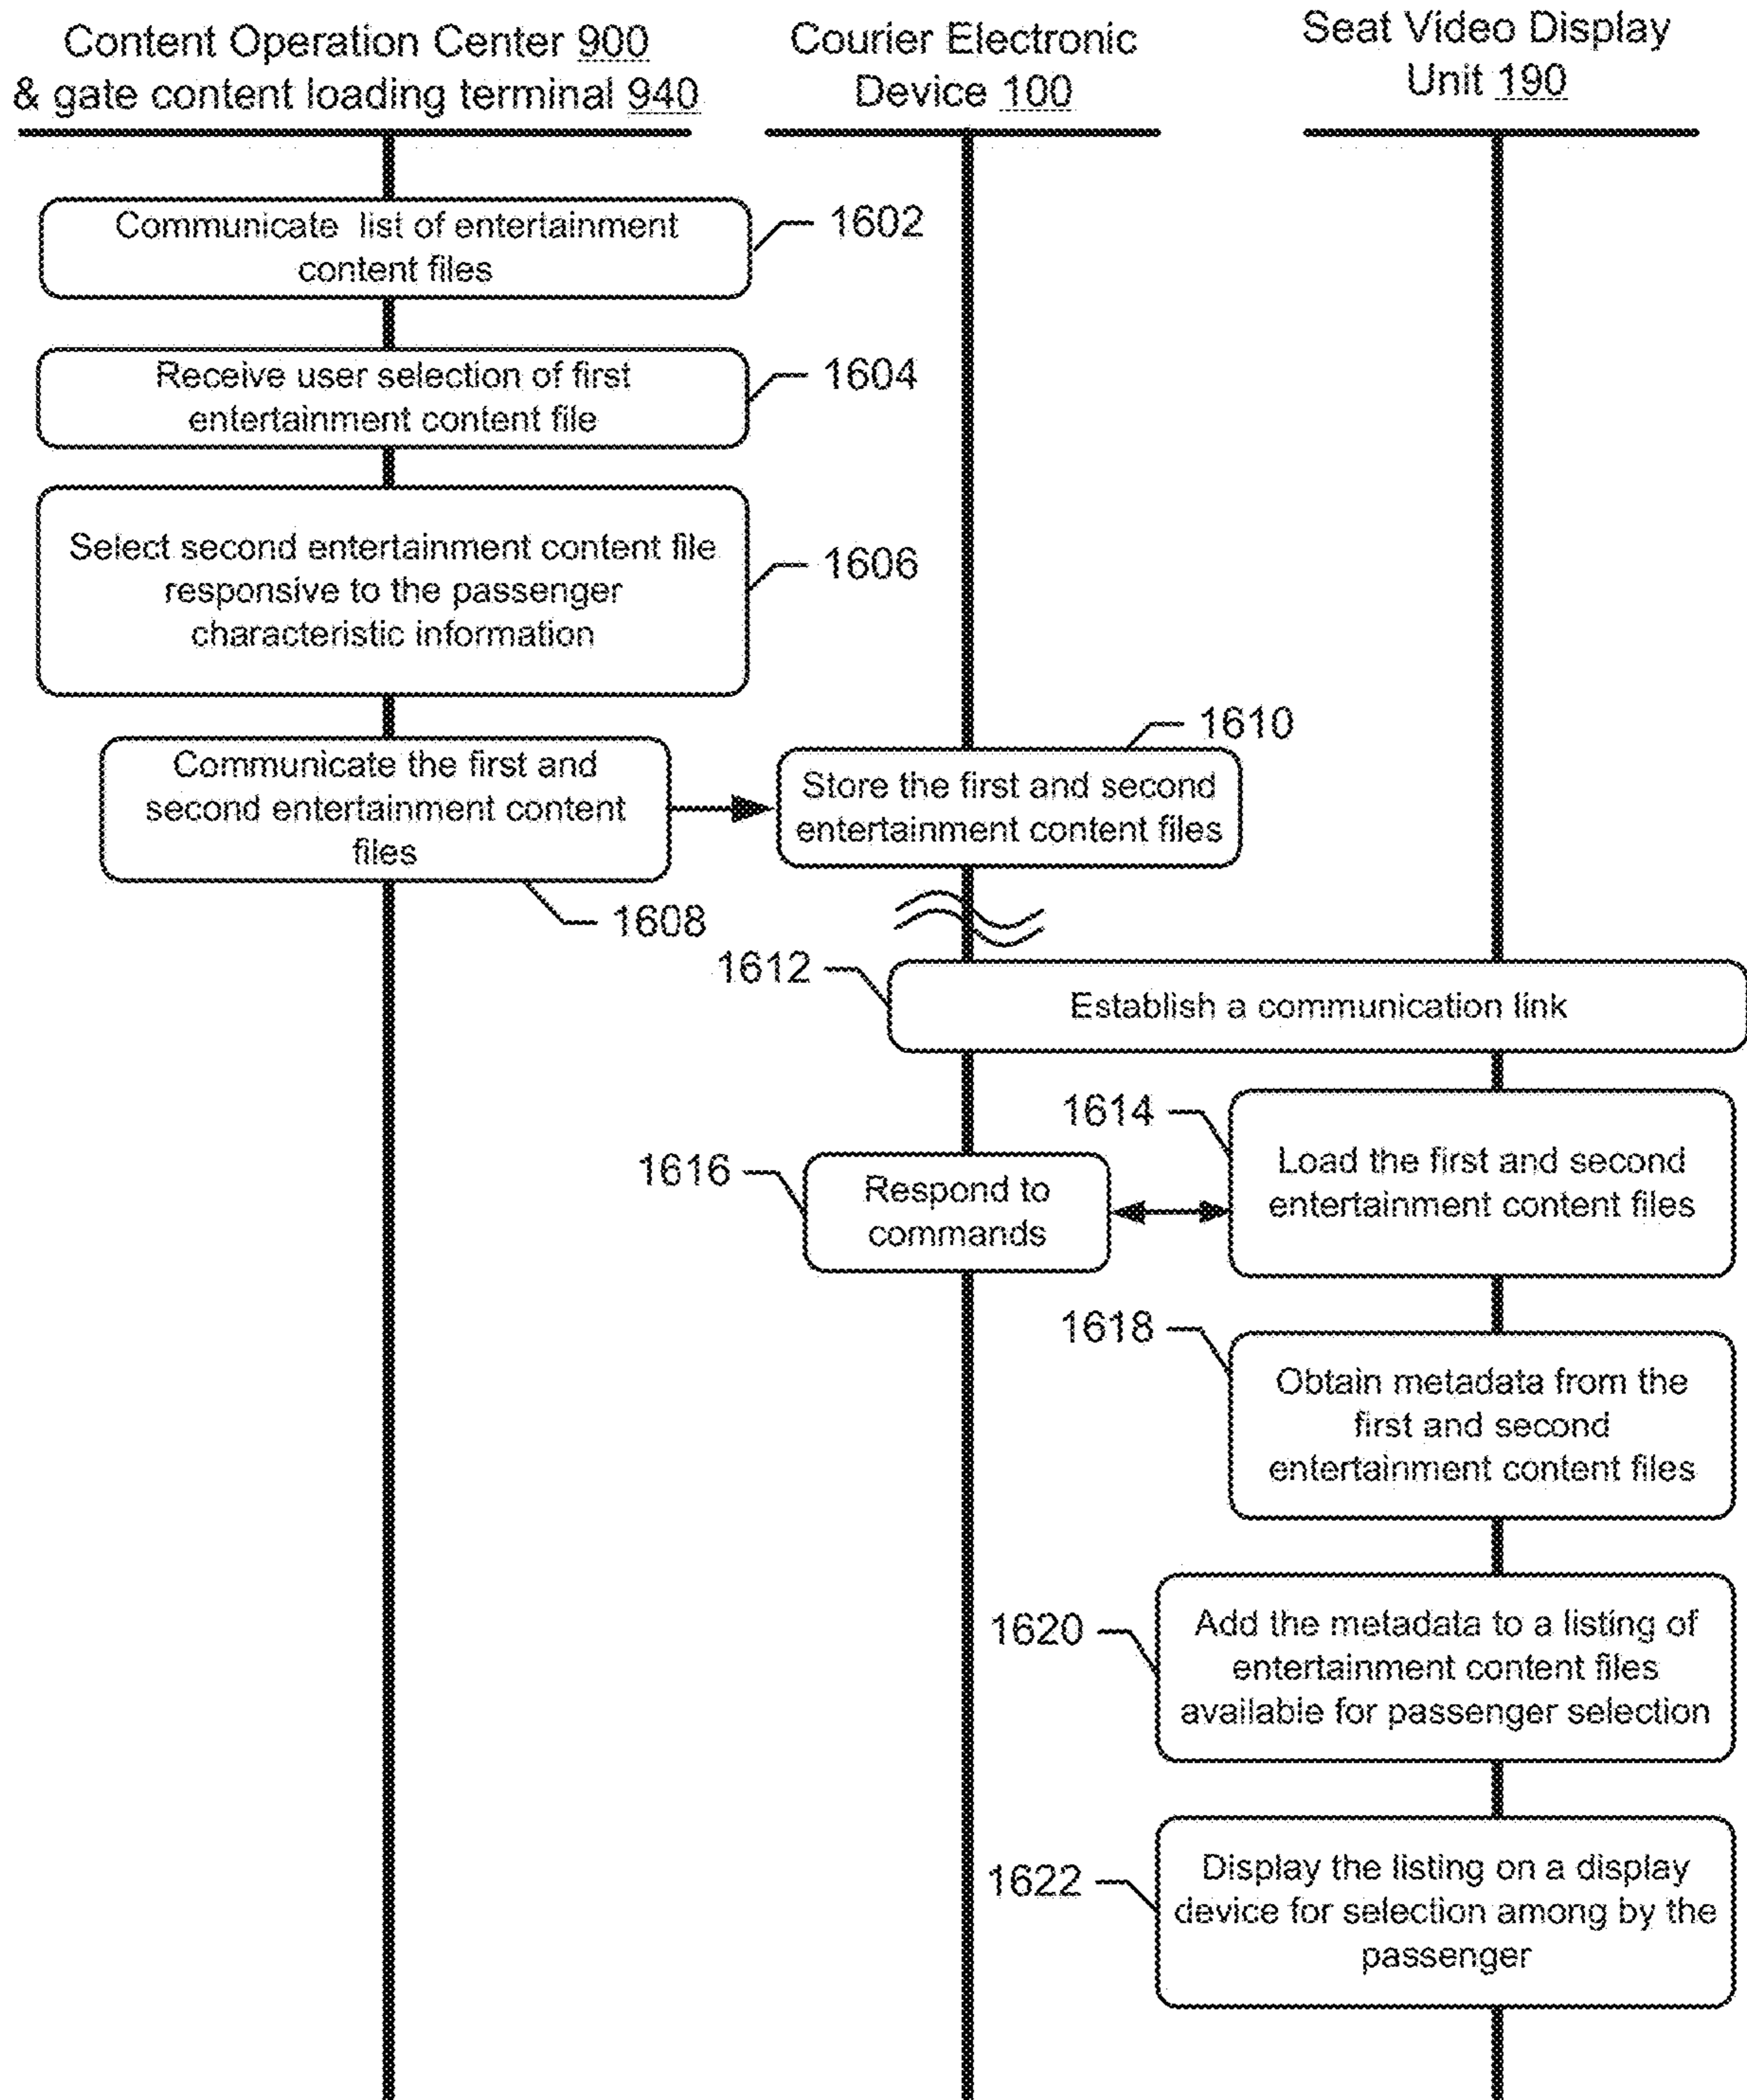 Content Operation Center 900
& gate content loading terminal 940
Courier Electronic
Device 100
Seat Video Display
Unit 190
Communicate list of entertainment
content files
1602
Receive user selection of first
entertainment content file
1604
Select second entertainment content file
responsive to the passenger
characteristic information
1606
Communicate the first and
second entertainment content
files
1608
1610
Store the first and second
entertainment content files
1612
Establish a communication link
1614
Load the first and second
entertainment content files
1616
Respond to
commands
1618
Obtain metadata from the
first and second
entertainment content files
1620
Add the metadata to a listing of
entertainment content files
available for passenger selection
1622
Display the listing on a display
device for selection among by the
passenger